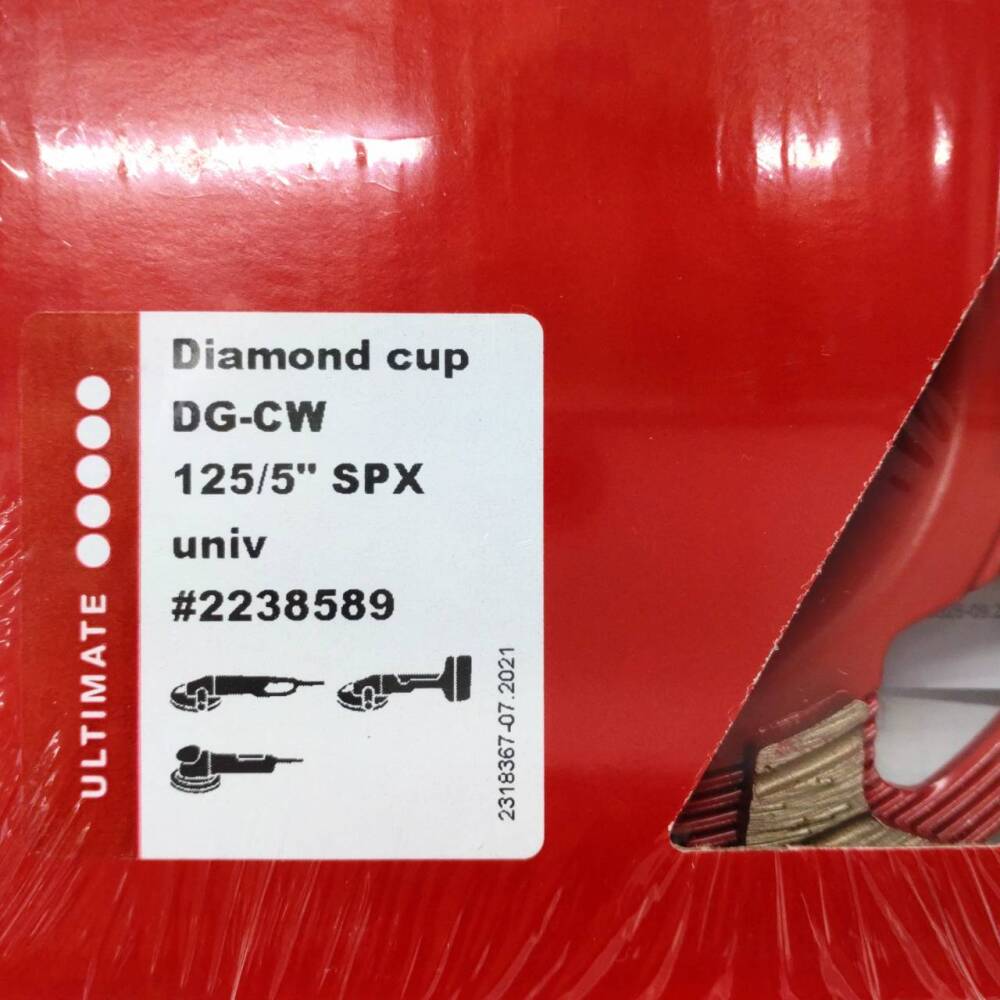 Diamond cup
DG-CW
125/5" SPX
univ
#2238589
ULTIMATE
2318367-07.2021